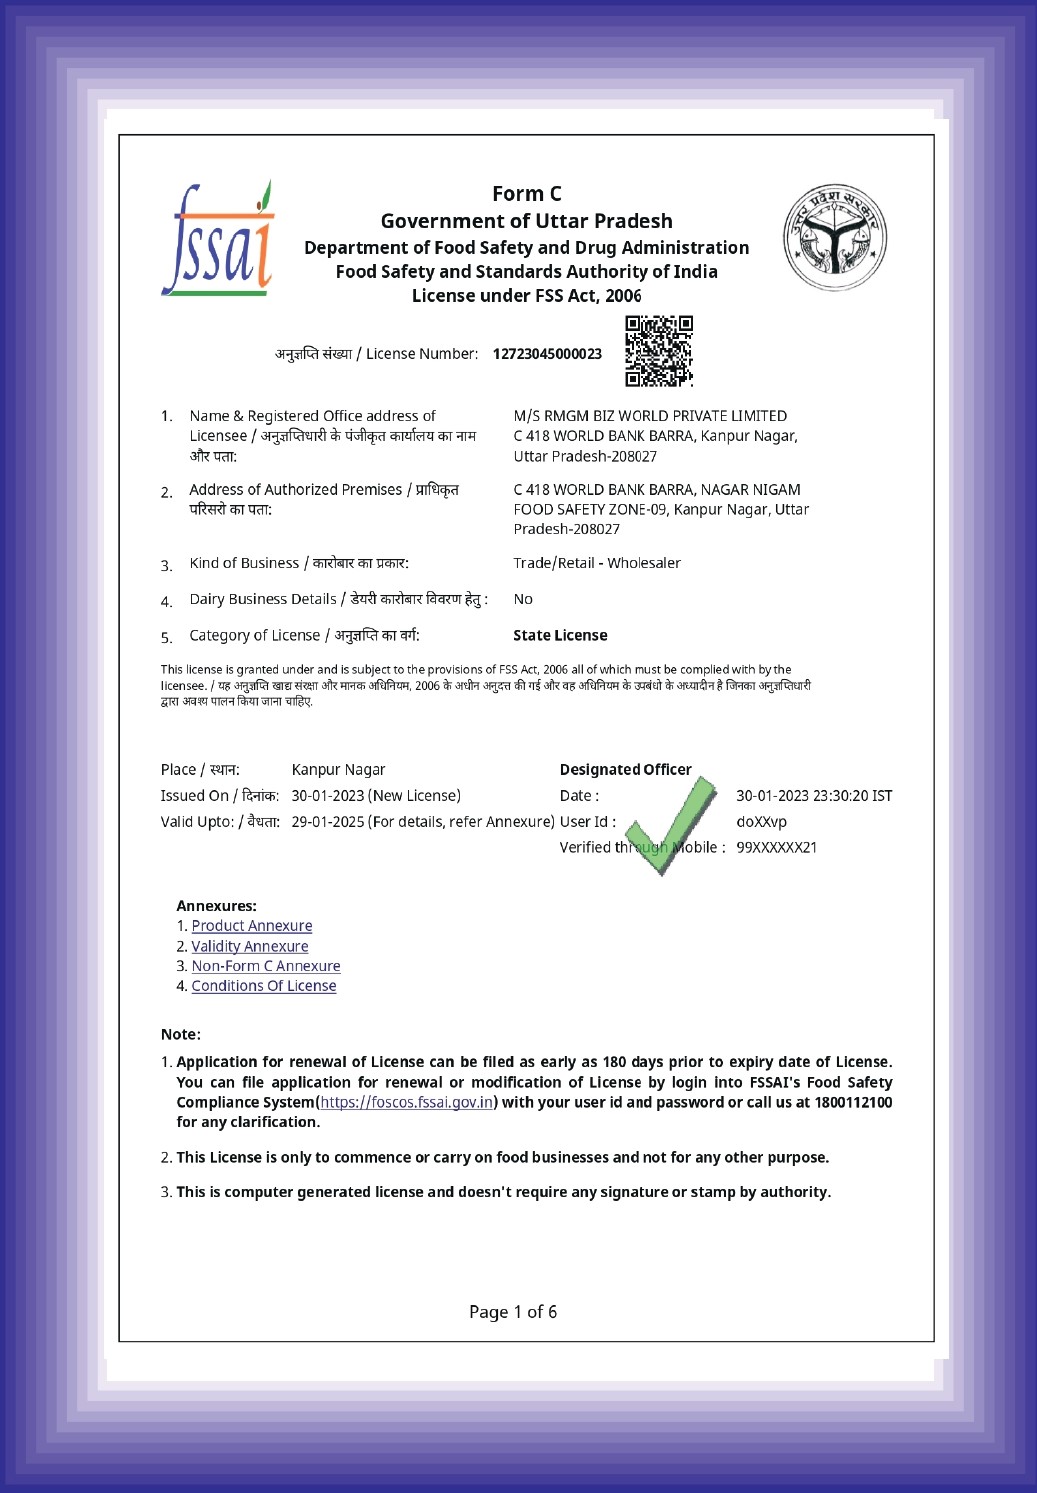 fssai
Form C
Government of Uttar Pradesh
Department of Food Safety and Drug Administration
Food Safety and Standards Authority of India
License under FSS Act, 2006
उत्तर प्रदेश सरकार
अनुज्ञप्ति संख्या / License Number: 12723045000023
1. Name & Registered Office address of
Licensee / अनुज्ञप्तिधारी के पंजीकृत कार्यालय का नाम
और पता:
M/S RMGM BIZ WORLD PRIVATE LIMITED
C 418 WORLD BANK BARRA, Kanpur Nagar,
Uttar Pradesh-208027
2. Address of Authorized Premises / प्राधिकृत
परिसरो का पता:
C 418 WORLD BANK BARRA, NAGAR NIGAM
FOOD SAFETY ZONE-09, Kanpur Nagar, Uttar
Pradesh-208027
3. Kind of Business / कारोबार का प्रकार: Trade/Retail - Wholesaler
4. Dairy Business Details / डेयरी कारोबार विवरण हेतु : No
5. Category of License / अनुज्ञप्ति का वर्ग: State License
This license is granted under and is subject to the provisions of FSS Act, 2006 all of which must be complied with by the
licensee. / यह अनुज्ञप्ति खाद्य संरक्षा और मानक अधिनियम, 2006 के अधीन अनुदत्त की गई और वह अधिनियम के उपबंधो के अध्यादीन है जिनका अनुज्ञप्तिधारी
द्वारा अवश्य पालन किया जाना चाहिए.
Place / स्थान: Kanpur Nagar
Issued On / दिनांक: 30-01-2023 (New License)
Valid Upto: / वैधता: 29-01-2025 (For details, refer Annexure)
Designated Officer
Date : 30-01-2023 23:30:20 IST
User Id : doXXvp
Verified through Mobile : 99XXXXXX21
Annexures:
1. Product Annexure
2. Validity Annexure
3. Non-Form C Annexure
4. Conditions Of License
Note:
1. Application for renewal of License can be filed as early as 180 days prior to expiry date of License.
You can file application for renewal or modification of License by login into FSSAI's Food Safety
Compliance System(https://foscos.fssai.gov.in) with your user id and password or call us at 1800112100
for any clarification.
2. This License is only to commence or carry on food businesses and not for any other purpose.
3. This is computer generated license and doesn't require any signature or stamp by authority.
Page 1 of 6